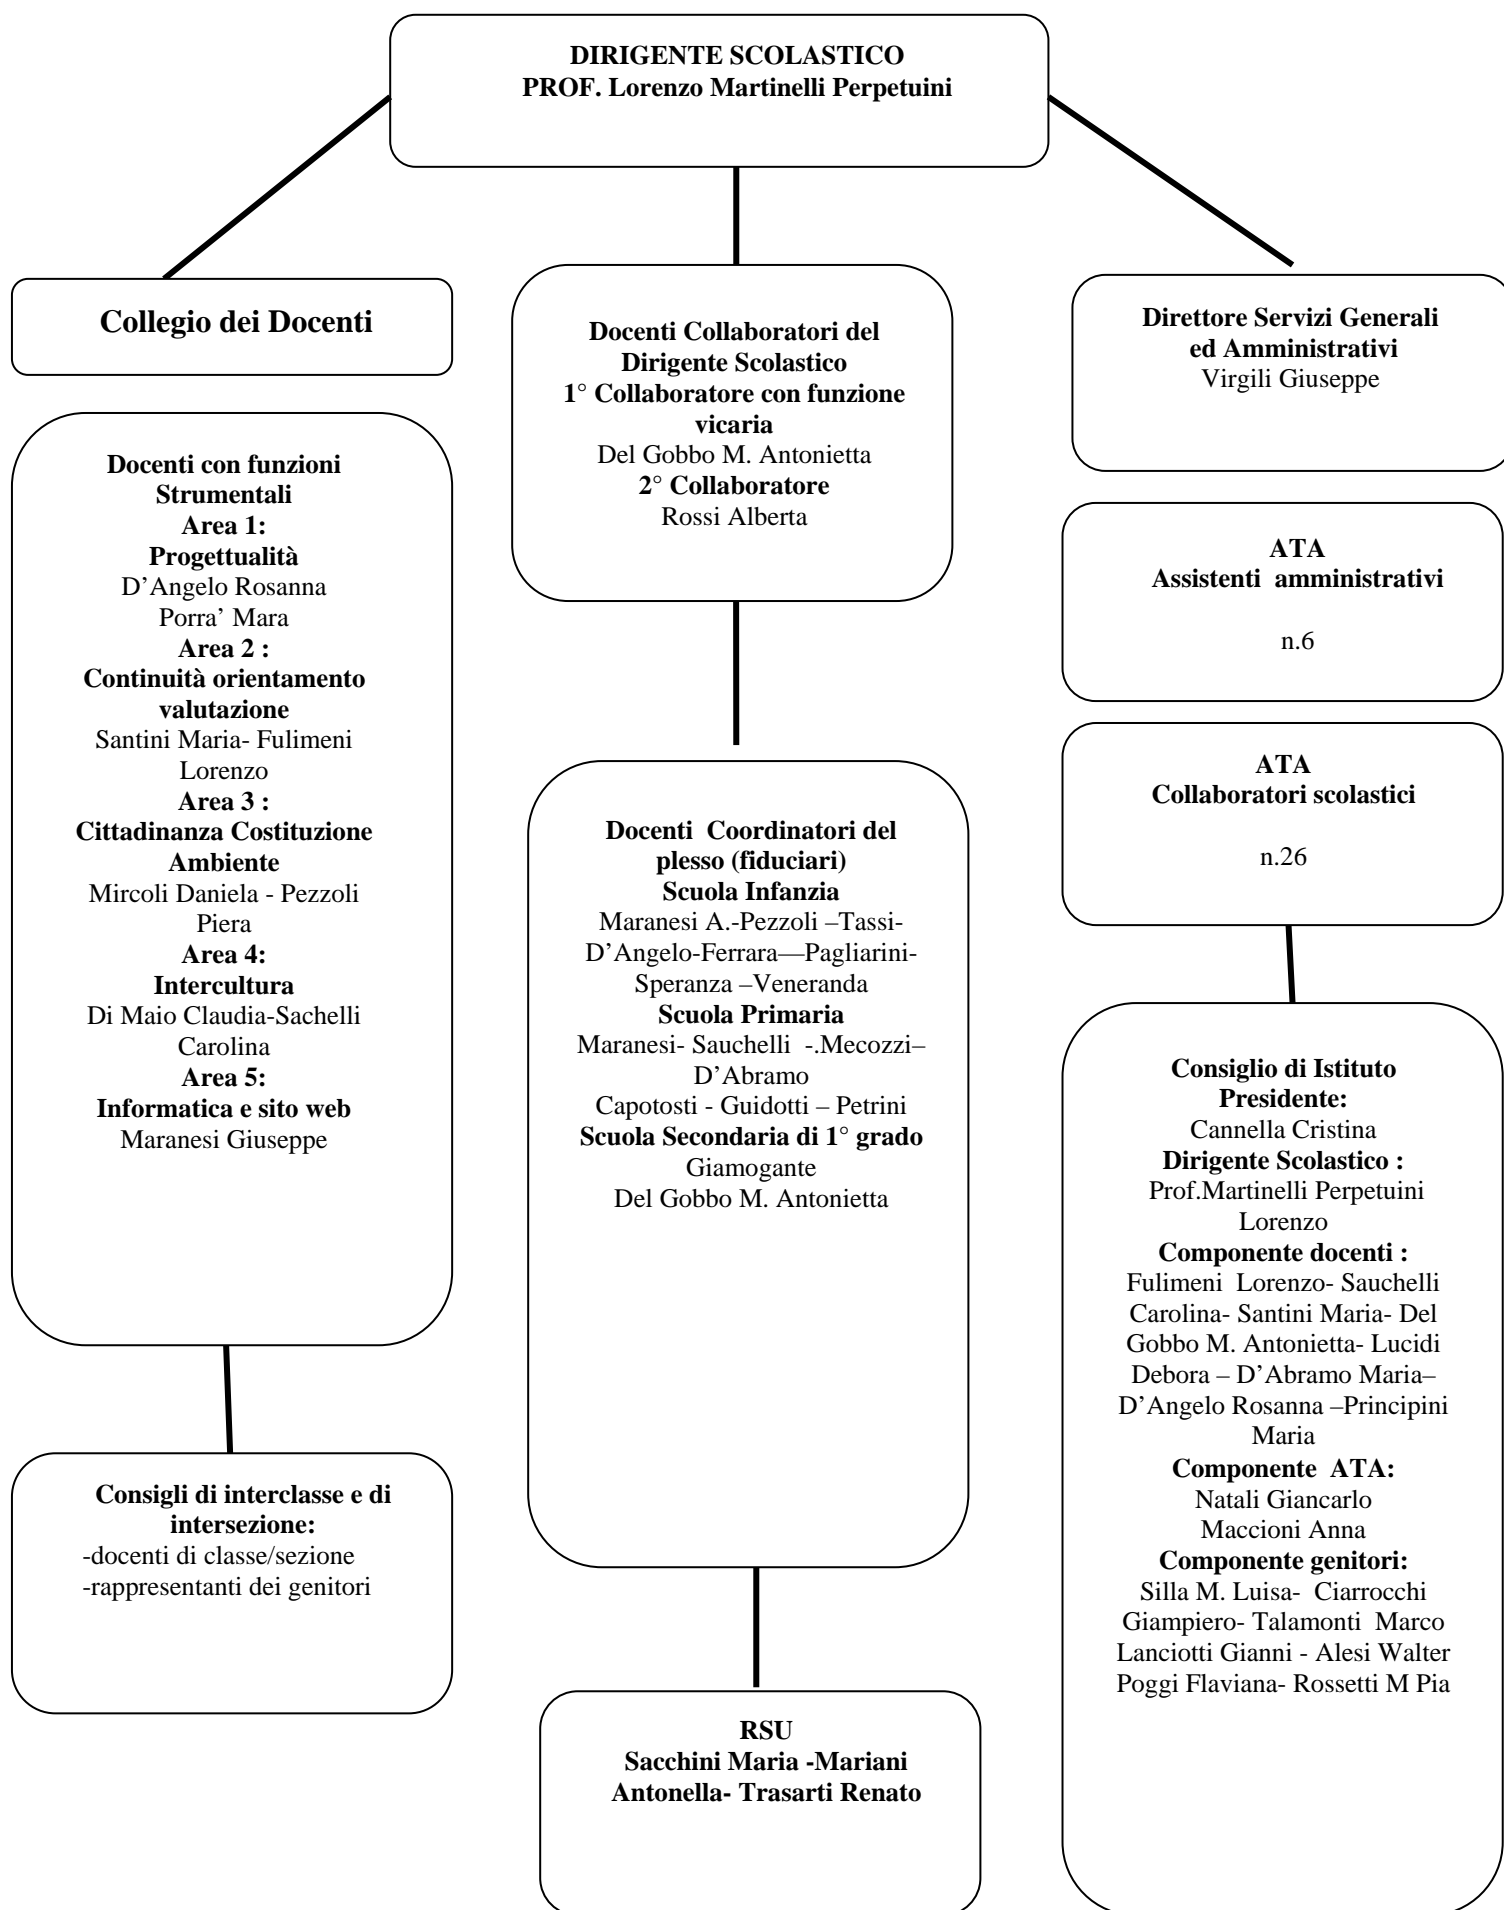 DIRIGENTE SCOLASTICO
PROF. Lorenzo Martinelli Perpetuini
Collegio dei Docenti
Docenti con funzioni
Strumentali
Area 1:
Progettualità
D’Angelo Rosanna
Porra’ Mara
Area 2 :
Continuità orientamento
valutazione
Santini Maria- Fulimeni
Lorenzo
Area 3 :
Cittadinanza Costituzione
Ambiente
Mircoli Daniela - Pezzoli
Piera
Area 4:
Intercultura
Di Maio Claudia-Sachelli
Carolina
Area 5:
Informatica e sito web
Maranesi Giuseppe
Consigli di interclasse e di
intersezione:
-docenti di classe/sezione
-rappresentanti dei genitori
Docenti Collaboratori del
Dirigente Scolastico
1° Collaboratore con funzione
vicaria
Del Gobbo M. Antonietta
2° Collaboratore
Rossi Alberta
Docenti  Coordinatori del
plesso (fiduciari)
Scuola Infanzia
Maranesi A.-Pezzoli –Tassi-
D’Angelo-Ferrara—Pagliarini-
Speranza –Veneranda
Scuola Primaria
Maranesi- Sauchelli  -.Mecozzi–
D’Abramo
Capotosti - Guidotti – Petrini
Scuola Secondaria di 1° grado
Giamogante
Del Gobbo M. Antonietta
RSU
Sacchini Maria -Mariani
Antonella- Trasarti Renato
Direttore Servizi Generali
ed Amministrativi
Virgili Giuseppe
ATA
Assistenti  amministrativi
n.6
ATA
Collaboratori scolastici
n.26
Consiglio di Istituto
Presidente:
Cannella Cristina
Dirigente Scolastico :
Prof.Martinelli Perpetuini
Lorenzo
Componente docenti :
Fulimeni  Lorenzo- Sauchelli
Carolina- Santini Maria- Del
Gobbo M. Antonietta- Lucidi
Debora – D’Abramo Maria–
D’Angelo Rosanna –Principini
Maria
Componente  ATA:
Natali Giancarlo
Maccioni Anna
Componente genitori:
Silla M. Luisa-  Ciarrocchi
Giampiero- Talamonti  Marco
Lanciotti Gianni - Alesi Walter
Poggi Flaviana- Rossetti M Pia